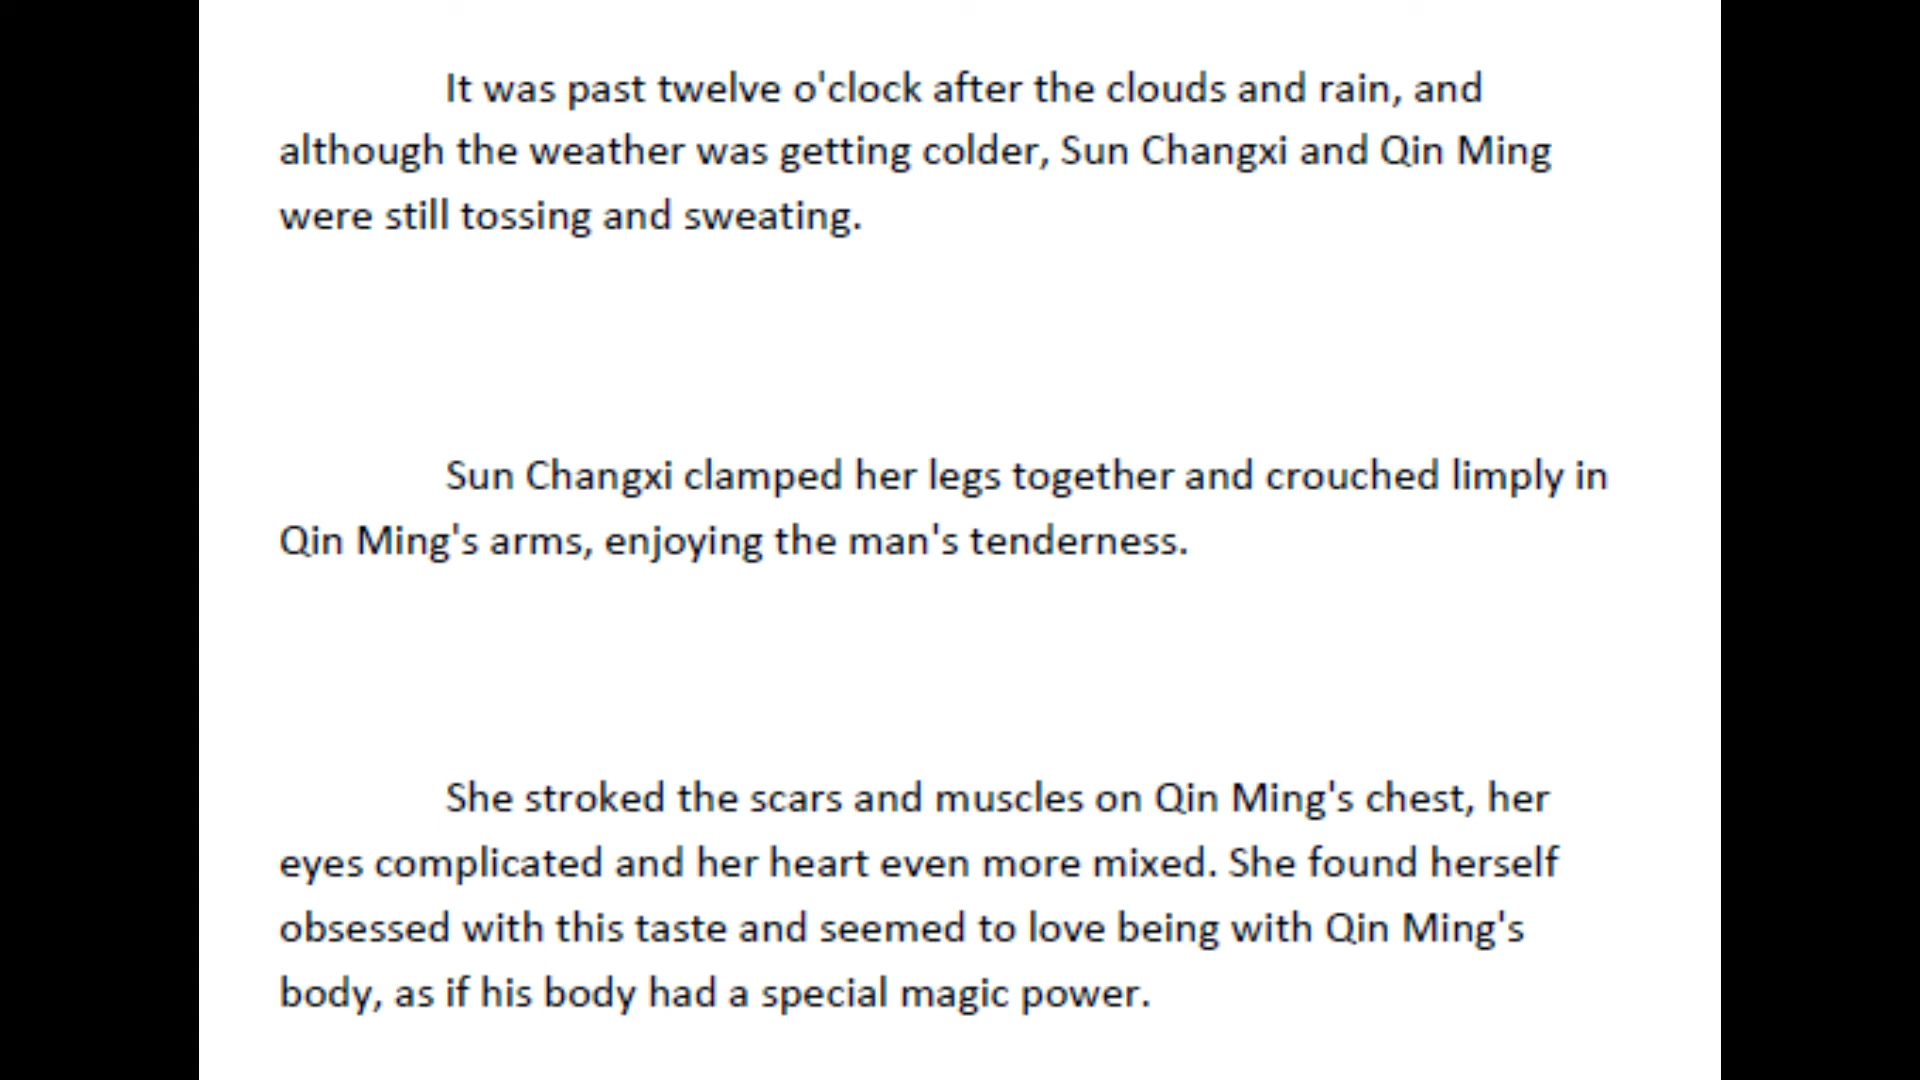 It was past twelve o'clock after the clouds and rain, and
although the weather was getting colder, Sun Changxi and Qin Ming
were still tossing and sweating.
Sun Changxi clamped her legs together and crouched limply in
Qin Ming's arms, enjoying the man's tenderness.
She stroked the scars and muscles on Qin Ming's chest, her
eyes complicated and her heart even more mixed. She found herself
obsessed with this taste and seemed to love being with Qin Ming's
body, as if his body had a special magic power.